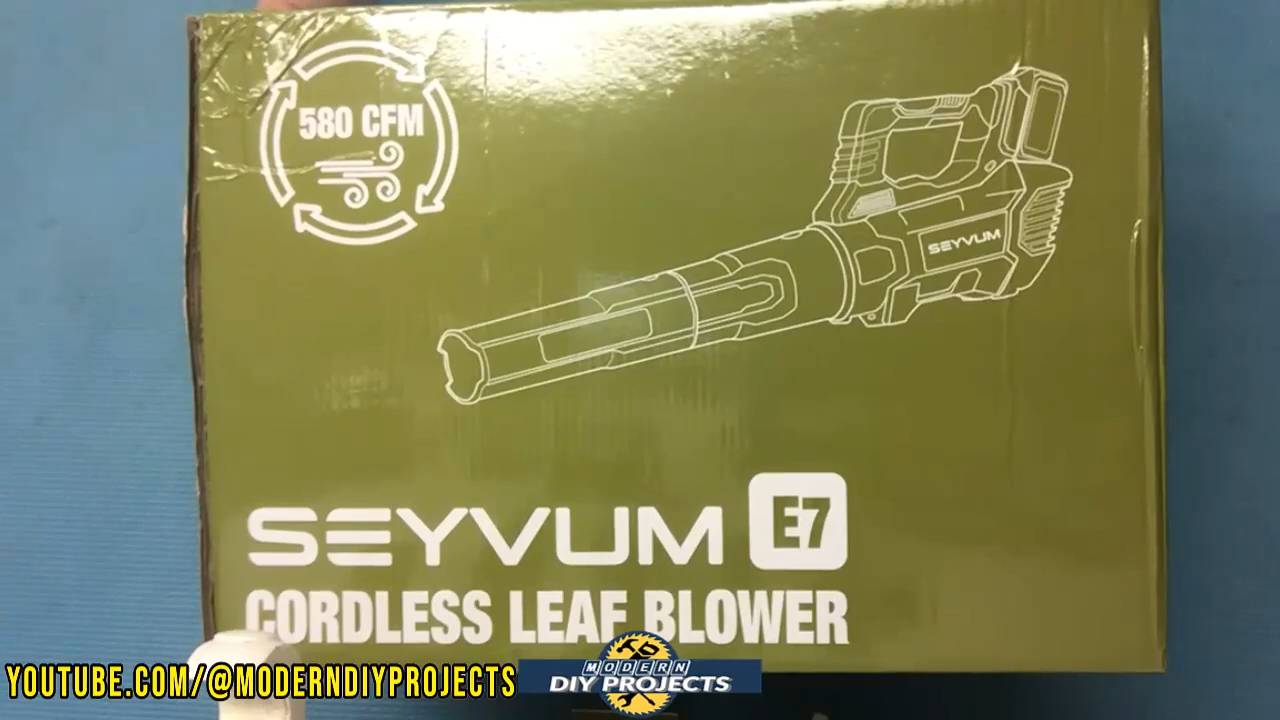 580 CFM
SEYVUM
SEYVUM E7
CORDLESS LEAF BLOWER
YOUTUBE.COM/@MODERNDIYPROJECTS
MODERN
DIY PROJECTS